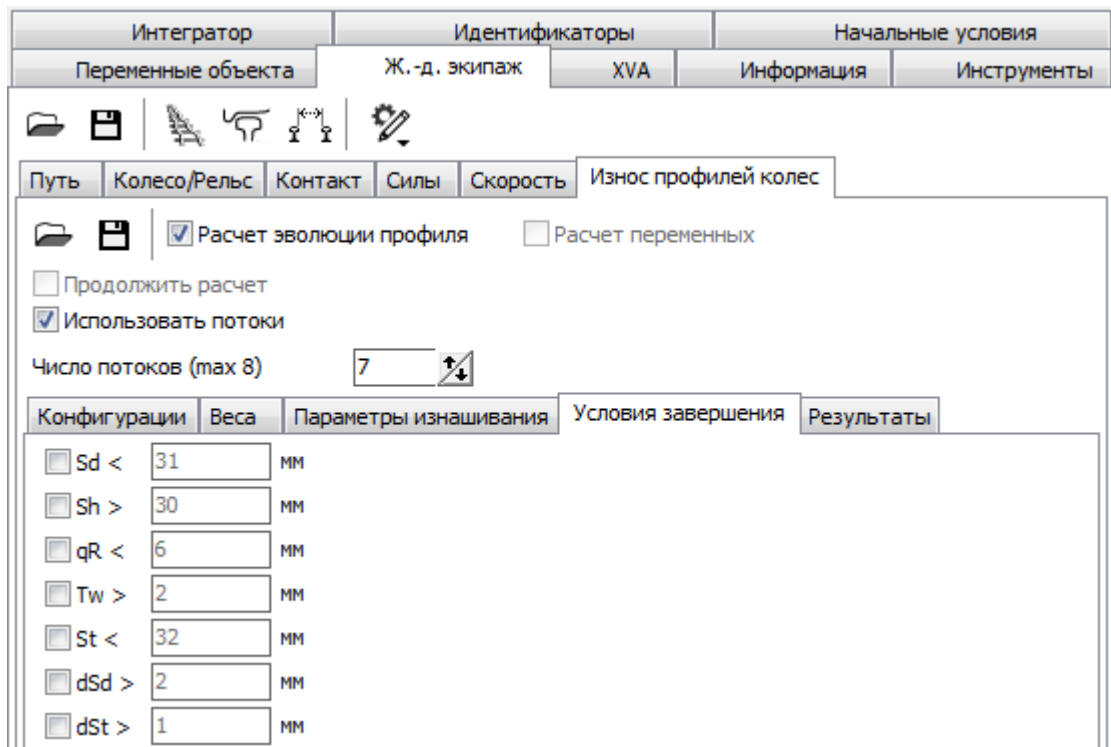 Интегратор Идентификаторы Начальные условия
Переменные объекта Ж.-д. экипаж XVA Информация Инструменты
Путь Колесо/Рельс Контакт Силы Скорость Износ профилей колес
Расчет эволюции профиля Расчет переменных
Продолжить расчет
Использовать потоки
Число потоков (max 8) 7
Конфигурации Веса Параметры изнашивания Условия завершения Результаты
Sd < 31 мм
Sh > 30 мм
qR < 6 мм
Tw > 2 мм
St < 32 мм
dSd > 2 мм
dSt > 1 мм